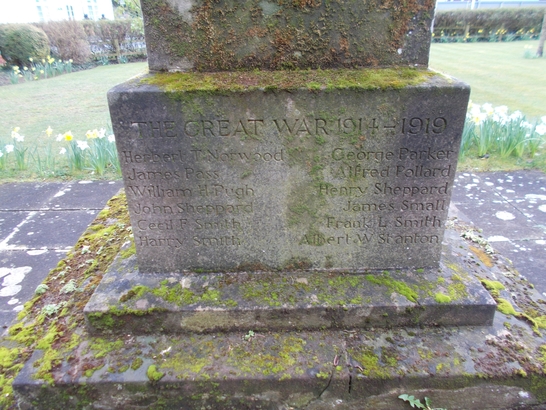 THE GREAT WAR 1914-1919
Herbert T. Norwood George Parker
James Pass Alfred Pollard
William H. Pugh Henry Sheppard
John Sheppard James Small
Cecil F. Smith Frank L. Smith
Harry Smith Albert W. Stanton